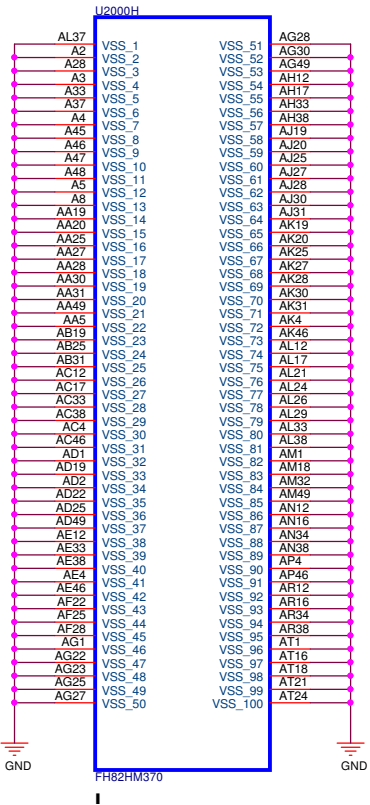 U2000H
AL37 VSS_1 VSS_51 AG28
A2 VSS_2 VSS_52 AG30
A28 VSS_3 VSS_53 AG49
A3 VSS_4 VSS_54 AH12
A33 VSS_5 VSS_55 AH17
A37 VSS_6 VSS_56 AH33
A4 VSS_7 VSS_57 AH38
A45 VSS_8 VSS_58 AJ19
A46 VSS_9 VSS_59 AJ20
A47 VSS_10 VSS_60 AJ25
A48 VSS_11 VSS_61 AJ27
A5 VSS_12 VSS_62 AJ28
A8 VSS_13 VSS_63 AJ30
AA19 VSS_14 VSS_64 AJ31
AA20 VSS_15 VSS_65 AK19
AA25 VSS_16 VSS_66 AK20
AA27 VSS_17 VSS_67 AK25
AA28 VSS_18 VSS_68 AK27
AA30 VSS_19 VSS_69 AK28
AA31 VSS_20 VSS_70 AK30
AA49 VSS_21 VSS_71 AK31
AA5 VSS_22 VSS_72 AK4
AB19 VSS_23 VSS_73 AK46
AB25 VSS_24 VSS_74 AL12
AB31 VSS_25 VSS_75 AL17
AC12 VSS_26 VSS_76 AL21
AC17 VSS_27 VSS_77 AL24
AC33 VSS_28 VSS_78 AL26
AC38 VSS_29 VSS_79 AL29
AC4 VSS_30 VSS_80 AL33
AC46 VSS_31 VSS_81 AL38
AD1 VSS_32 VSS_82 AM1
AD19 VSS_33 VSS_83 AM18
AD2 VSS_34 VSS_84 AM32
AD22 VSS_35 VSS_85 AM49
AD25 VSS_36 VSS_86 AN12
AD49 VSS_37 VSS_87 AN16
AE12 VSS_38 VSS_88 AN34
AE33 VSS_39 VSS_89 AN38
AE38 VSS_40 VSS_90 AP4
AE4 VSS_41 VSS_91 AP46
AE46 VSS_42 VSS_92 AR12
AF22 VSS_43 VSS_93 AR16
AF25 VSS_44 VSS_94 AR34
AF28 VSS_45 VSS_95 AR38
AG1 VSS_46 VSS_96 AT1
AG22 VSS_47 VSS_97 AT16
AG23 VSS_48 VSS_98 AT18
AG25 VSS_49 VSS_99 AT21
AG27 VSS_50 VSS_100 AT24
GND GND
FH82HM370